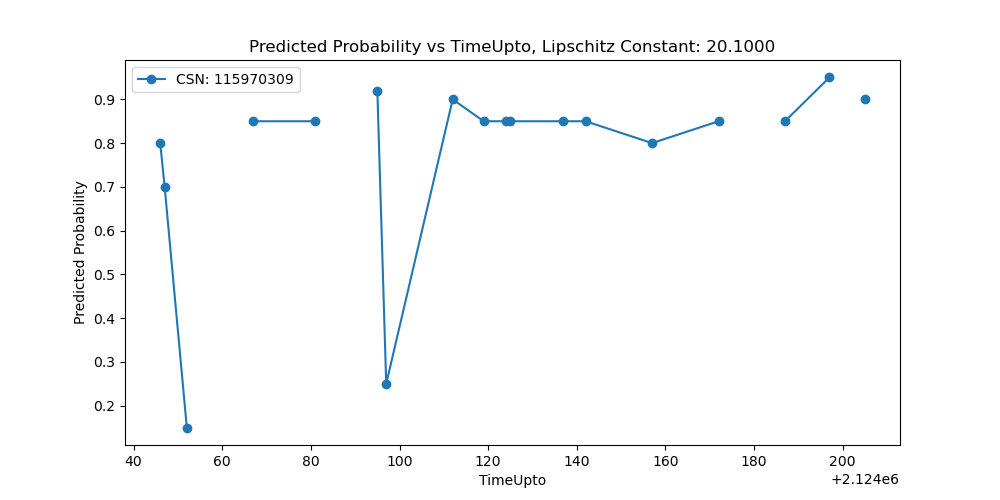 Predicted Probability vs TimeUpto, Lipschitz Constant: 20.1000
CSN: 115970309
Predicted Probability
0.9
0.8
0.7
0.6
0.5
0.4
0.3
0.2
40 60 80 100 120 140 160 180 200
+2.124e6
TimeUpto